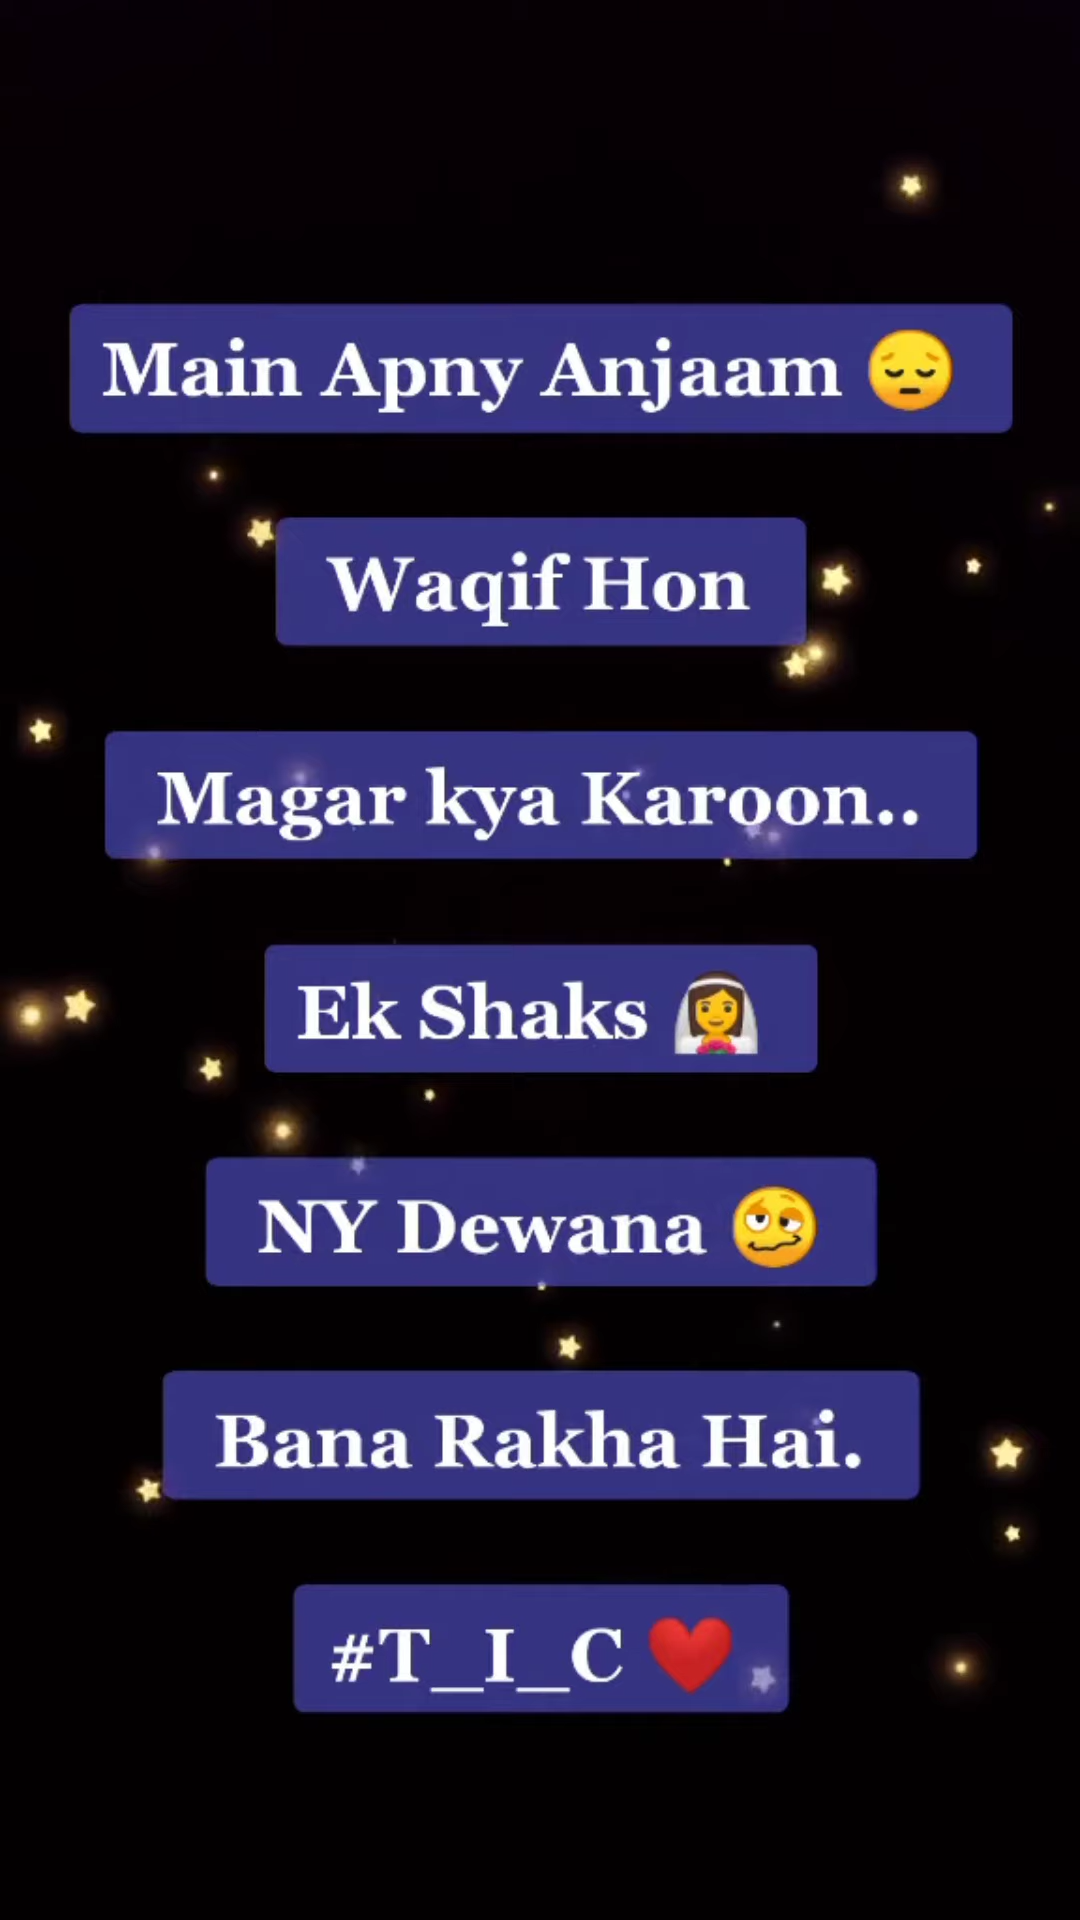 Main Apny Anjaam 😔
Waqif Hon
Magar kya Karoon..
Ek Shaks 👰
NY Dewana 🥴
Bana Rakha Hai.
#T_I_C ❤️